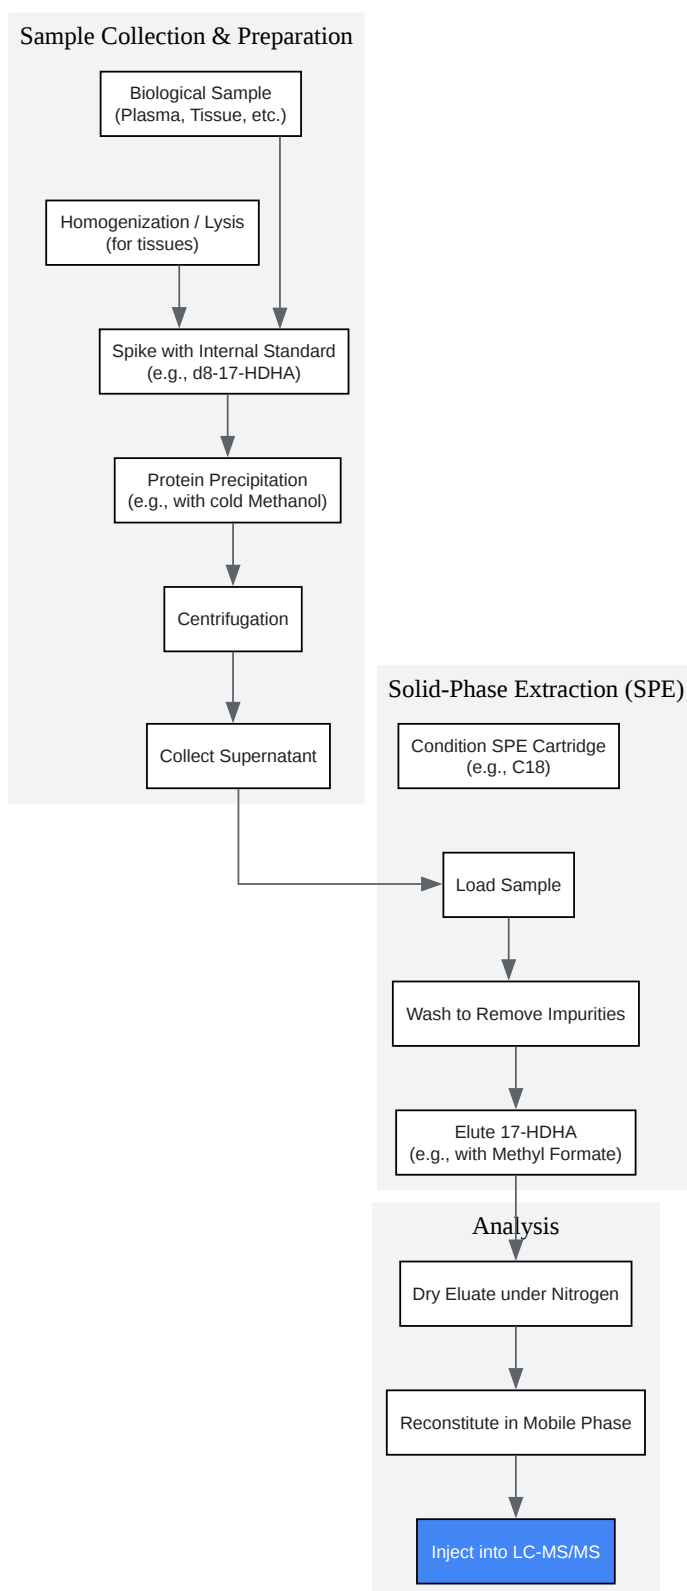 Sample Collection & Preparation
Biological Sample
(Plasma, Tissue, etc.)
Homogenization / Lysis
(for tissues)
Spike with Internal Standard
(e.g., d8-17-HDHA)
Protein Precipitation
(e.g., with cold Methanol)
Centrifugation
Collect Supernatant
Solid-Phase Extraction (SPE)
Condition SPE Cartridge
(e.g., C18)
Load Sample
Wash to Remove Impurities
Elute 17-HDHA
(e.g., with Methyl Formate)
Analysis
Dry Eluate under Nitrogen
Reconstitute in Mobile Phase
Inject into LC-MS/MS